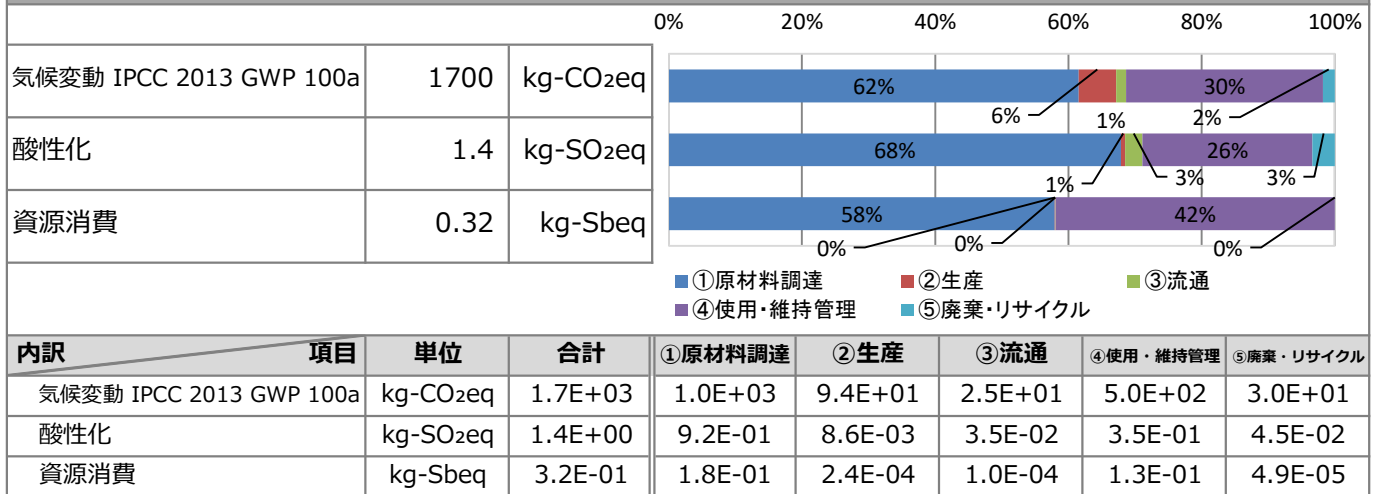 0% 20% 40% 60% 80% 100%
気候変動 IPCC 2013 GWP 100a 1700 kg-CO₂eq
62% 30%
6% 1% 2%
酸性化 1.4 kg-SO₂eq
68% 26%
1% 3% 3%
資源消費 0.32 kg-Sbeq
58% 42%
0% 0% 0%
①原材料調達 ②生産 ③流通
④使用・維持管理 ⑤廃棄・リサイクル
内訳 項目 単位 合計 ①原材料調達 ②生産 ③流通 ④使用・維持管理 ⑤廃棄・リサイクル
気候変動 IPCC 2013 GWP 100a kg-CO₂eq 1.7E+03 1.0E+03 9.4E+01 2.5E+01 5.0E+02 3.0E+01
酸性化 kg-SO₂eq 1.4E+00 9.2E-01 8.6E-03 3.5E-02 3.5E-01 4.5E-02
資源消費 kg-Sbeq 3.2E-01 1.8E-01 2.4E-04 1.0E-04 1.3E-01 4.9E-05